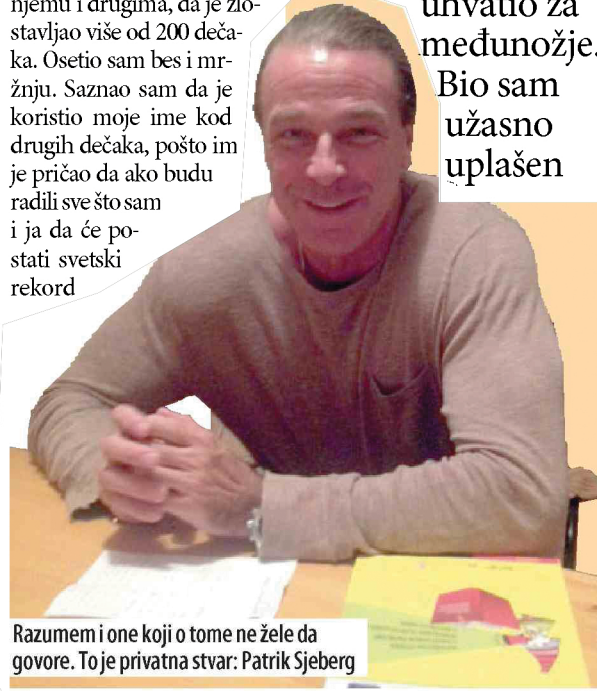 njemu i drugima, da je zlo-
stavljao više od 200 deča-
ka. Osetio sam bes i mr-
žnju. Saznao sam da je
koristio moje ime kod
drugih dečaka, pošto im
je pričao da ako budu
radili sve što sam
i ja da će po-
stati svetski
rekord
uhvatio za
međunožje.
Bio sam
užasno
uplašen
Razumem i one koji o tome ne žele da
govore. To je privatna stvar: Patrik Sjeberg